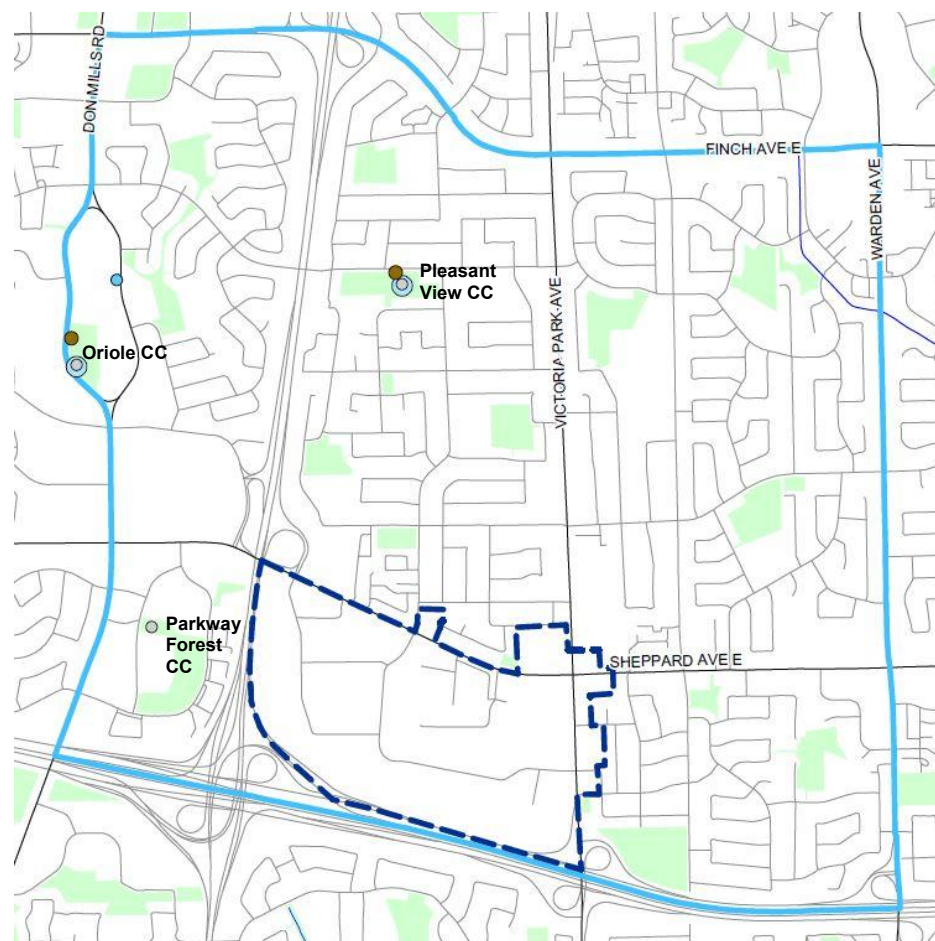 DON MILLS RD
FINCH AVE E
WARDEN AVE
Pleasant
View CC
VICTORIA PARK AVE
Oriole CC
Parkway
Forest
CC
SHEPPARD AVE E